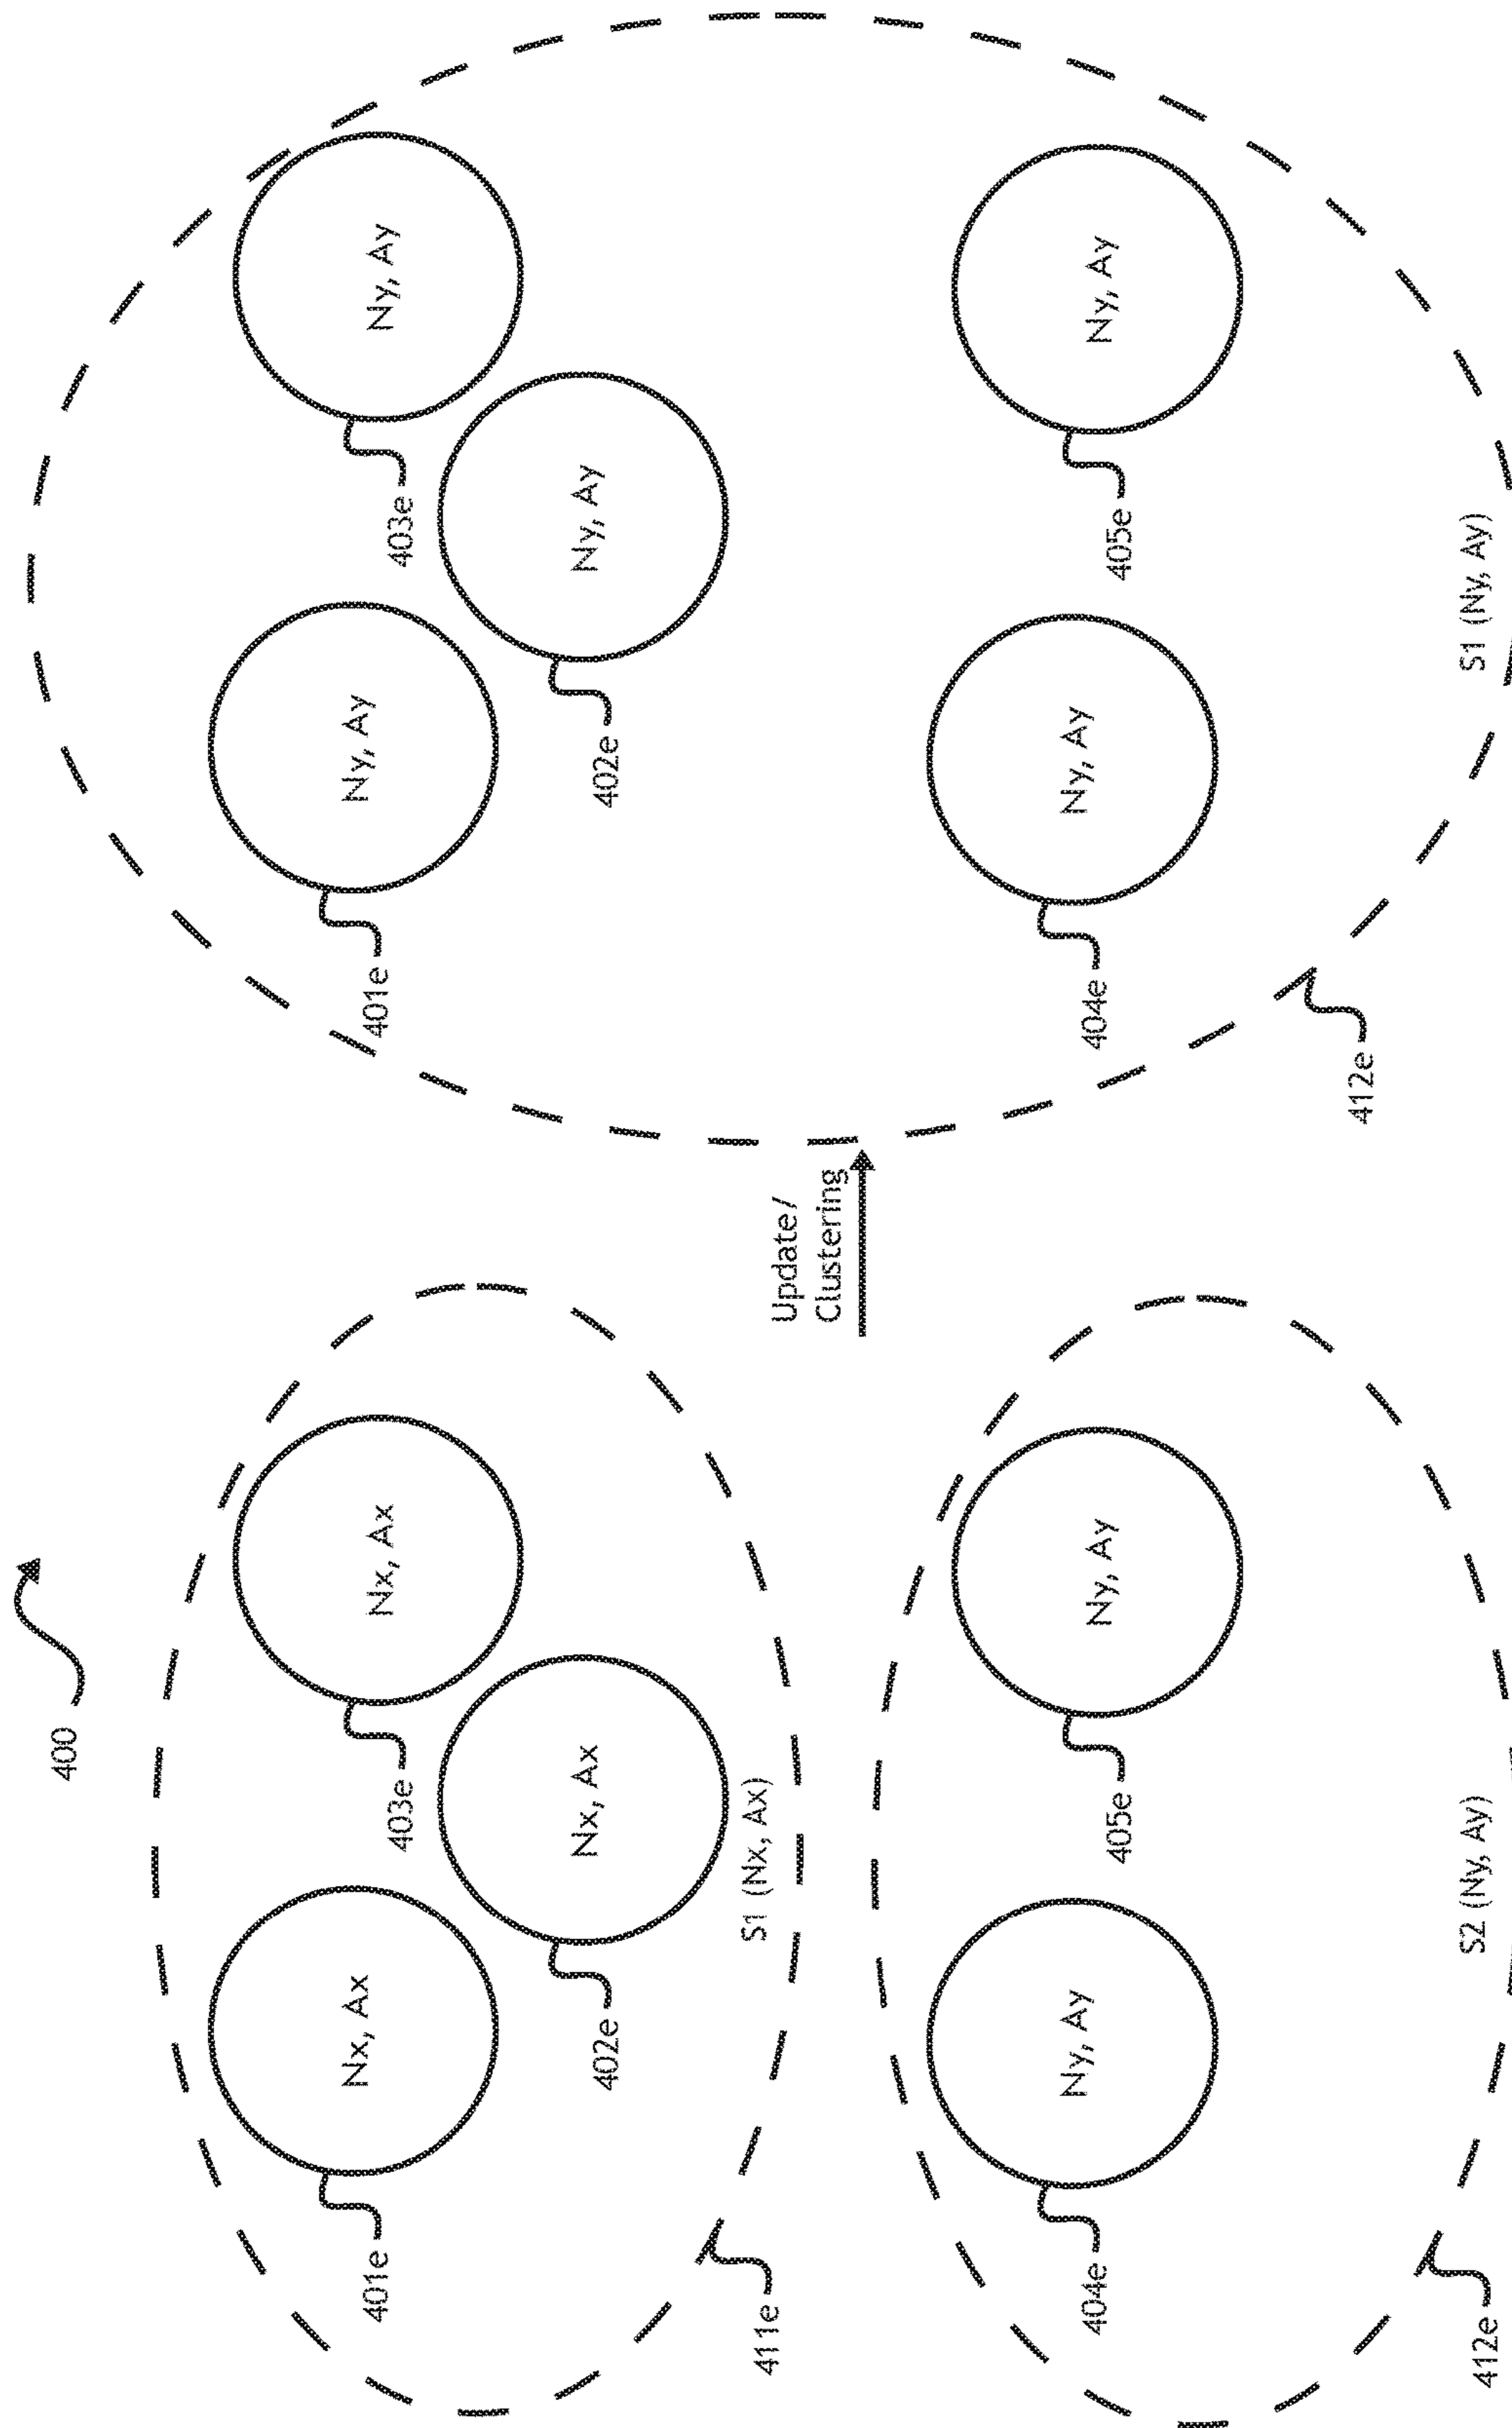 400
Nx, Ax
401e
Nx, Ax
403e
Nx, Ax
402e
S1 (Nx, Ax)
411e
Ny, Ay
404e
Ny, Ay
405e
S2 (Ny, Ay)
412e
Update/
Clustering
Ny, Ay
401e
Ny, Ay
403e
Ny, Ay
402e
Ny, Ay
404e
Ny, Ay
405e
S1 (Ny, Ay)
412e